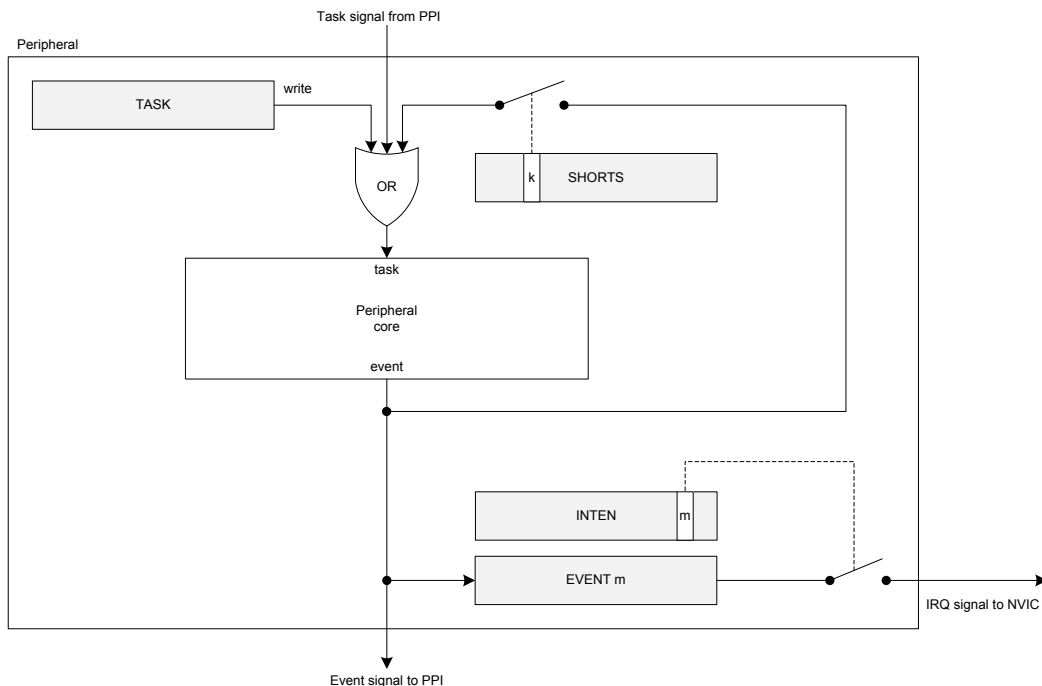 Task signal from PPI
Peripheral
write
TASK
OR
k
SHORTS
task
Peripheral
core
event
INTEN
m
EVENT m
IRQ signal to NVIC
Event signal to PPI